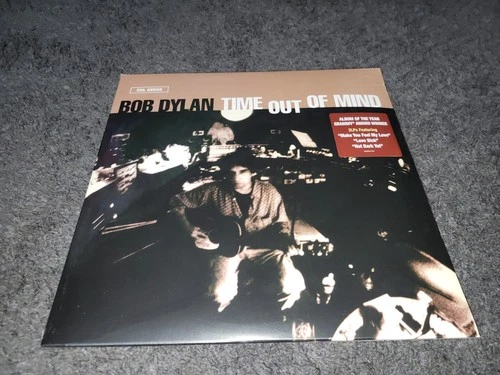 BOB DYLAN TIME OUT OF MIND
ALBUM OF THE YEAR
GRAMMY® AWARD WINNER
2LPs Featuring
"Make You Feel My Love"
"Love Sick"
"Not Dark Yet"